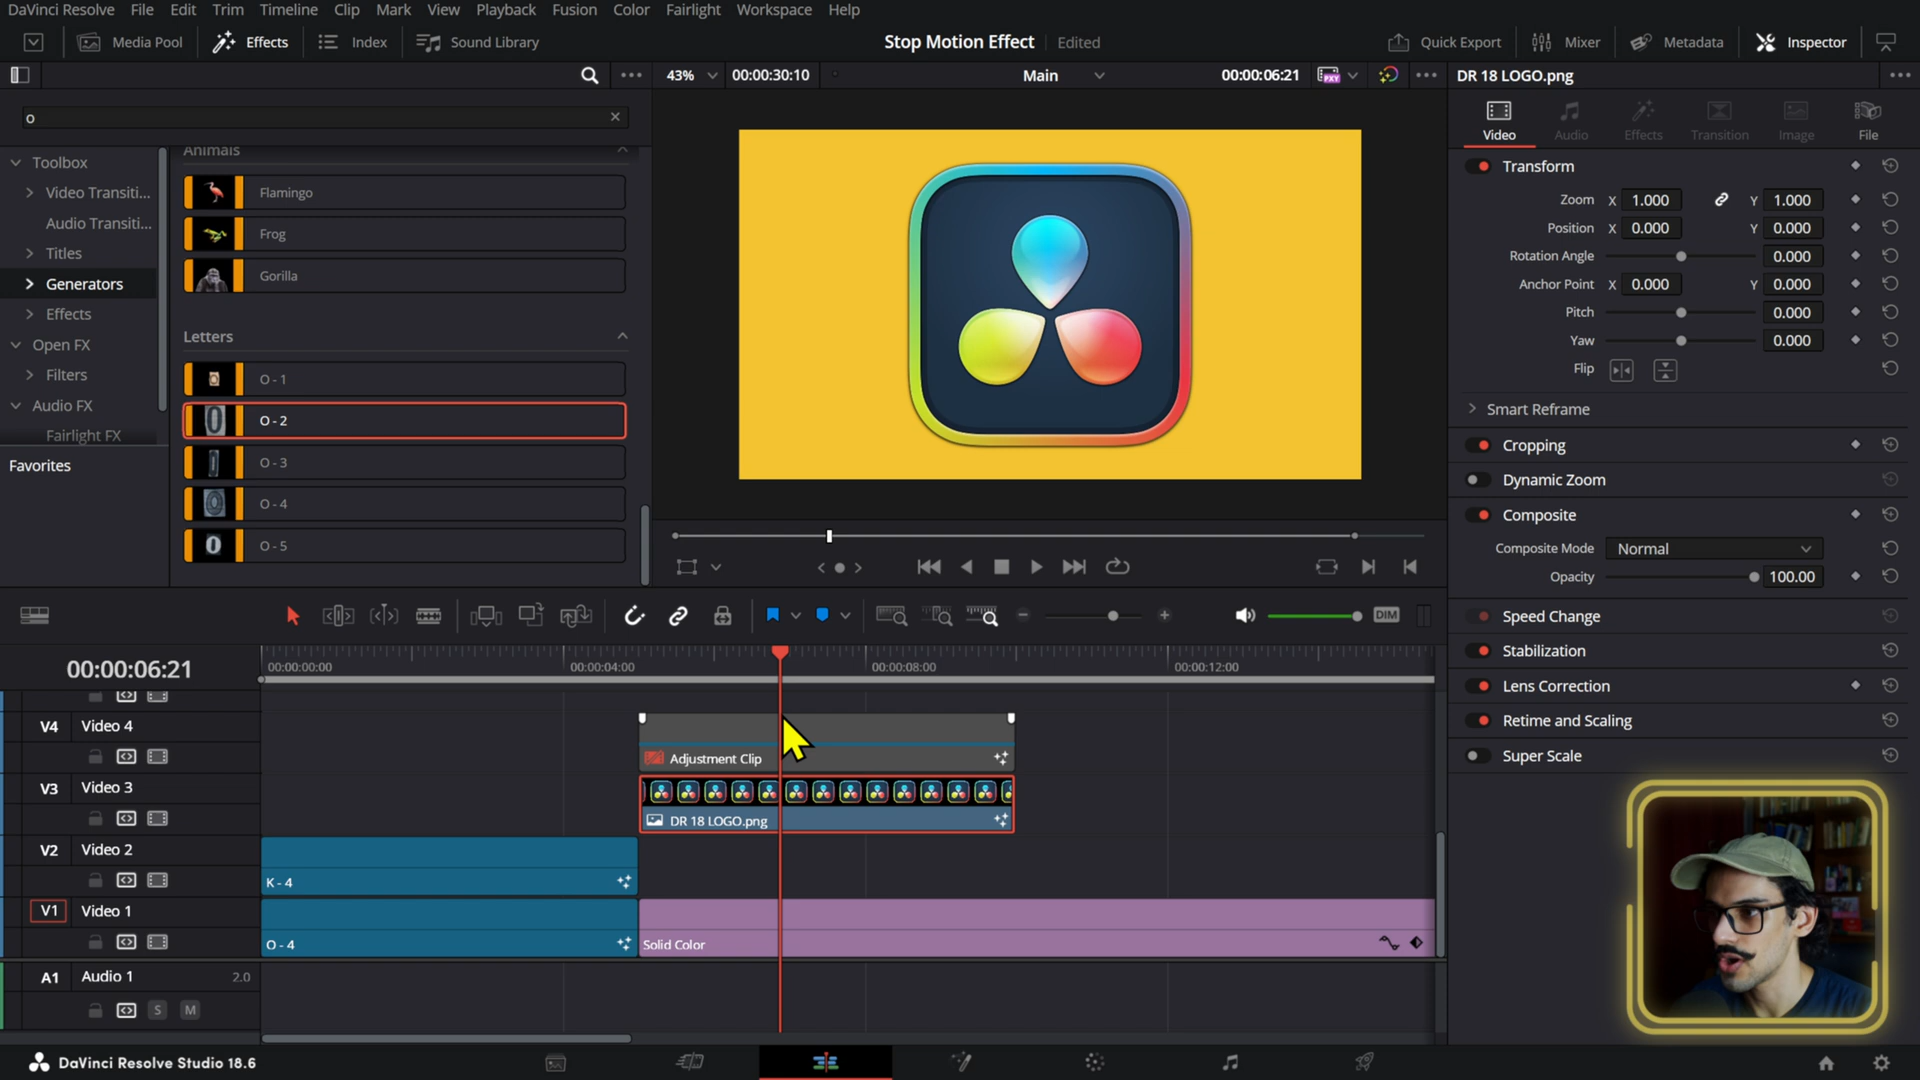 DaVinci Resolve File Edit Trim Timeline Clip Mark View Playback Fusion Color Fairlight Workspace Help
Media Pool Effects Index Sound Library Stop Motion Effect Edited Quick Export Mixer Metadata Inspector
43% 00:00:30:10 Main 00:00:06:21 DR 18 LOGO.png
o
Video Audio Effects Transition Image File
Toolbox
Video Transiti...
Audio Transiti...
Titles
Generators
Effects
Open FX
Filters
Audio FX
Fairlight FX
Favorites
Animals
Flamingo
Frog
Gorilla
Letters
O - 1
O - 2
O - 3
O - 4
O - 5
Transform
Zoom X 1.000 Y 1.000
Position X 0.000 Y 0.000
Rotation Angle 0.000
Anchor Point X 0.000 Y 0.000
Pitch 0.000
Yaw 0.000
Flip
Smart Reframe
Cropping
Dynamic Zoom
Composite
Composite Mode Normal
Opacity 100.00
Speed Change
Stabilization
Lens Correction
Retime and Scaling
Super Scale
DIM
00:00:06:21
00:00:00:00 00:00:04:00 00:00:08:00 00:00:12:00
V4 Video 4
Adjustment Clip
V3 Video 3
DR 18 LOGO.png
V2 Video 2
K - 4
V1 Video 1
O - 4
Solid Color
A1 Audio 1 2.0
S M
DaVinci Resolve Studio 18.6